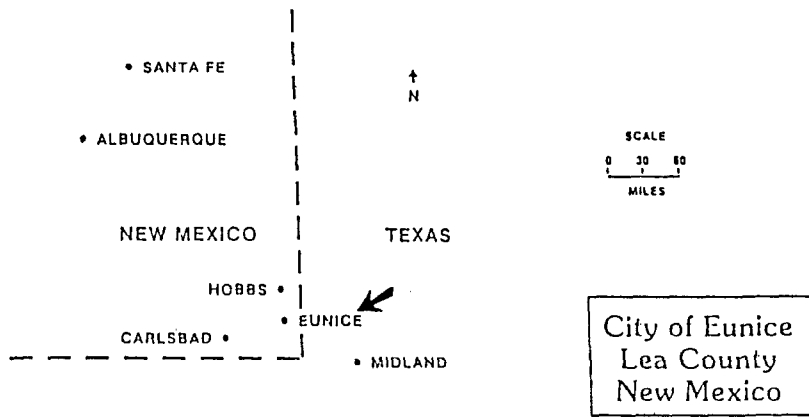 SANTA FE
N
ALBUQUERQUE
SCALE
0 30 60
MILES
NEW MEXICO
TEXAS
HOBBS
EUNICE
CARLSBAD
MIDLAND
City of Eunice
Lea County
New Mexico